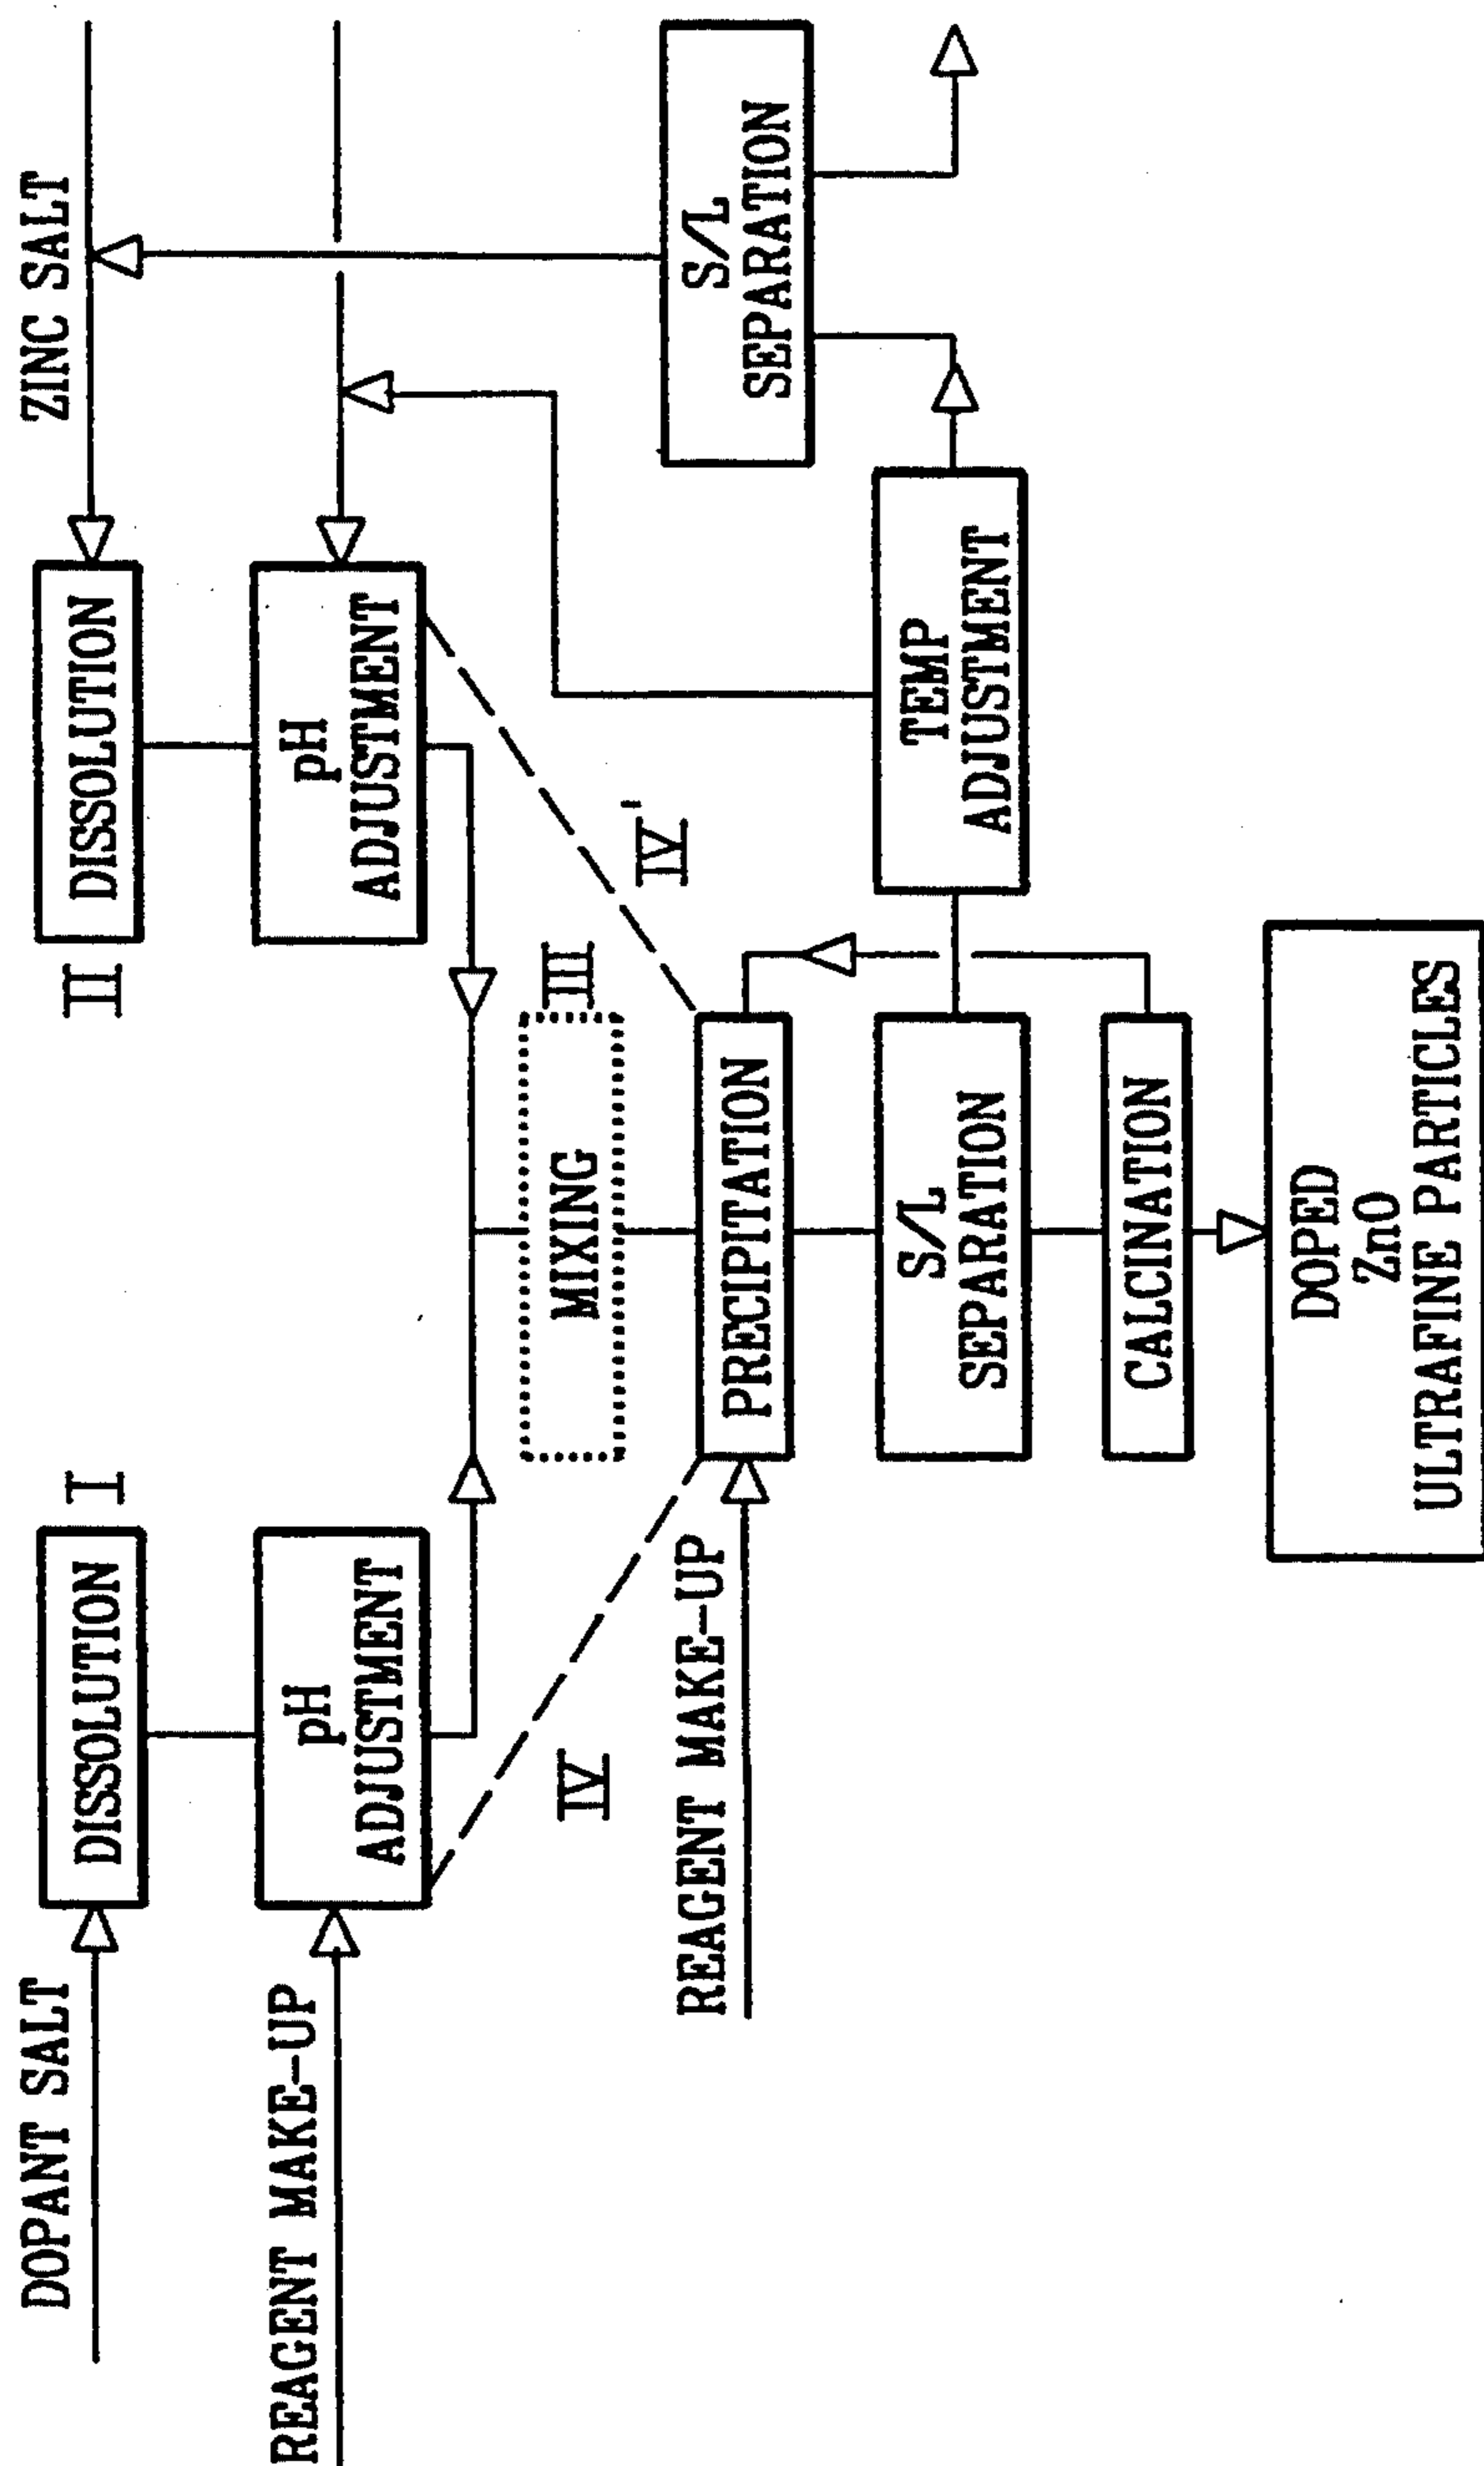 DOPANT SALT
ZINC SALT
DISSOLUTION
I
II
DISSOLUTION
REAGENT MAKE-UP
pH
ADJUSTMENT
pH
ADJUSTMENT
IV
MIXING
III
IV'
REAGENT MAKE-UP
PRECIPITATION
S/L
SEPARATION
S/L
SEPARATION
TEMP
ADJUSTMENT
CALCINATION
DOPED
ZnO
ULTRAFINE PARTICLES